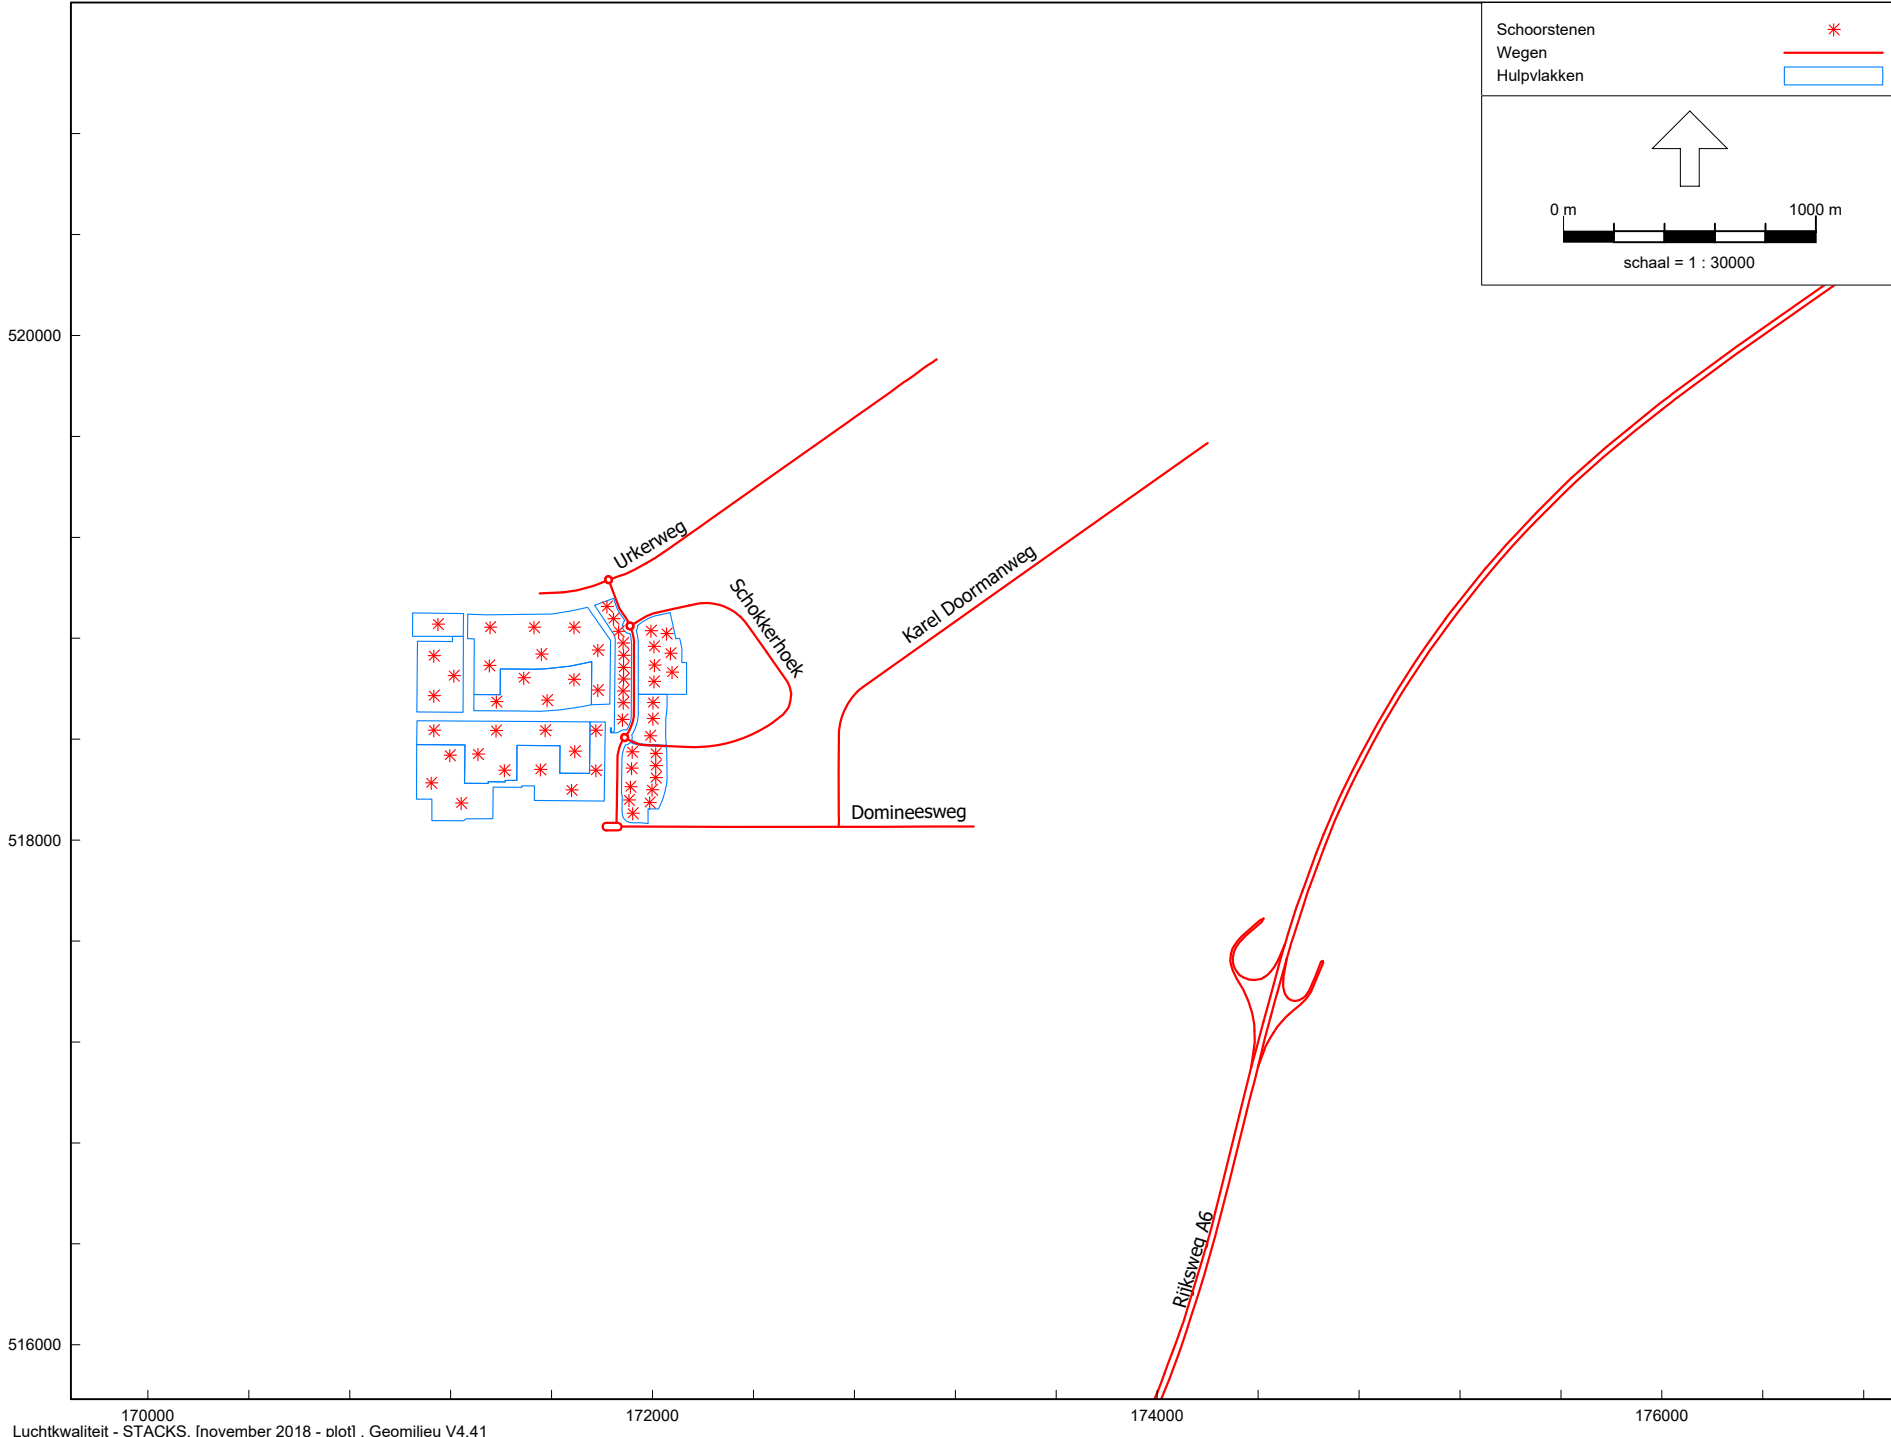 Schoorstenen
Wegen
Hulpvlakken
0 m 1000 m
schaal = 1 : 30000
520000
518000
516000
Urkerweg
Schokkerhoek
Karel Doormanweg
Domineesweg
Rijksweg A6
170000 172000 174000 176000
Luchtkwaliteit - STACKS, [november 2018 - plot] , Geomilieu V4.41